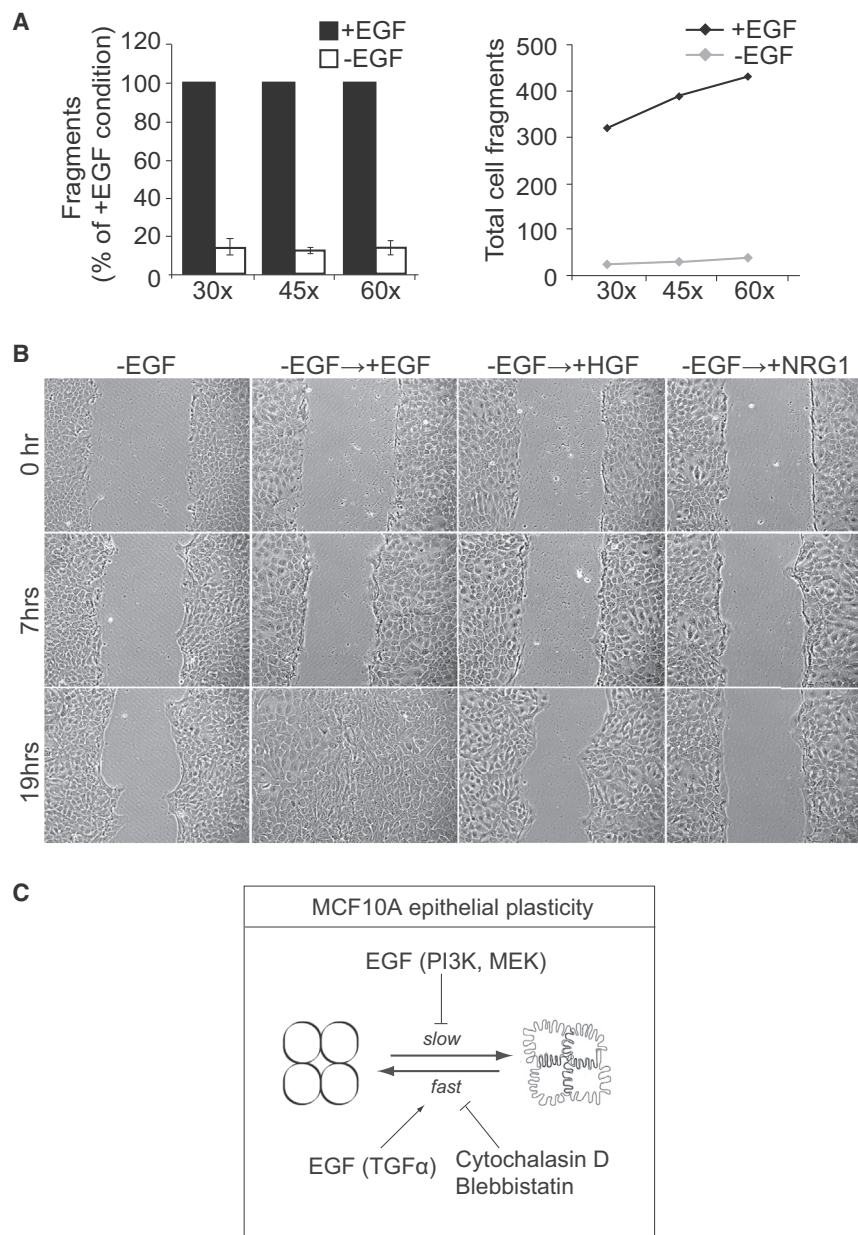 A
+EGF
-EGF
Fragments
(% of +EGF condition)
120
100
80
60
40
20
0
30x 45x 60x
+EGF
-EGF
Total cell fragments
500
400
300
200
100
0
30x 45x 60x
B
-EGF -EGF→+EGF -EGF→+HGF -EGF→+NRG1
0 hr
7hrs
19hrs
C
MCF10A epithelial plasticity
EGF (PI3K, MEK)
slow
fast
EGF (TGFα)
Cytochalasin D
Blebbistatin